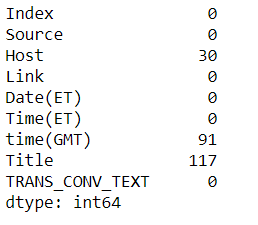 Index 0
Source 0
Host 30
Link 0
Date(ET) 0
Time(ET) 0
time(GMT) 91
Title 117
TRANS_CONV_TEXT 0
dtype: int64